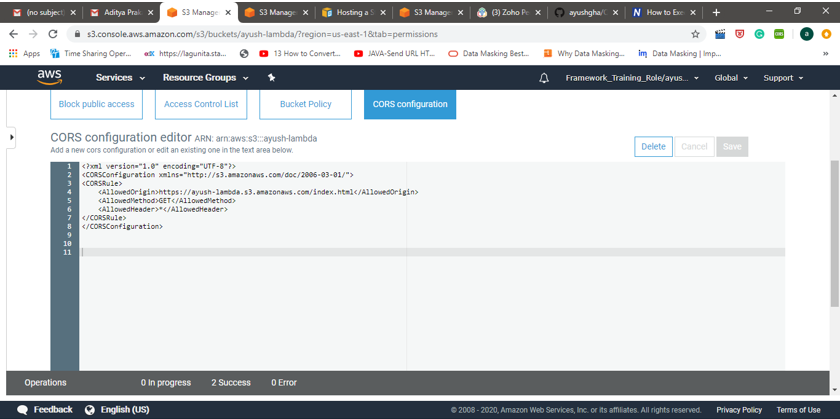 (no subject)
Aditya Prak
S3 Manage
S3 Manage
Hosting a S
S3 Manage
(3) Zoho Pe
ayushgha/C
How to Exe
s3.console.aws.amazon.com/s3/buckets/ayush-lambda/?region=us-east-1&tab=permissions
Apps
Time Sharing Oper...
https://lagunita.sta...
13 How to Convert...
JAVA-Send URL HT...
Data Masking Best...
Why Data Masking...
Data Masking | Imp...
aws
Services
Resource Groups
Framework_Training_Role/ayus...
Global
Support
Block public access
Access Control List
Bucket Policy
CORS configuration
CORS configuration editor ARN: arn:aws:s3:::ayush-lambda
Add a new cors configuration or edit an existing one in the text area below.
Delete
Cancel
Save
1 <?xml version="1.0" encoding="UTF-8"?>
2 <CORSConfiguration xmlns="http://s3.amazonaws.com/doc/2006-03-01/">
3 <CORSRule>
4 <AllowedOrigin>https://ayush-lambda.s3.amazonaws.com/index.html</AllowedOrigin>
5 <AllowedMethod>GET</AllowedMethod>
6 <AllowedHeader>*</AllowedHeader>
7 </CORSRule>
8 </CORSConfiguration>
9
10
11
Operations
0 In progress
2 Success
0 Error
Feedback
English (US)
© 2008 - 2020, Amazon Web Services, Inc. or its affiliates. All rights reserved.
Privacy Policy
Terms of Use